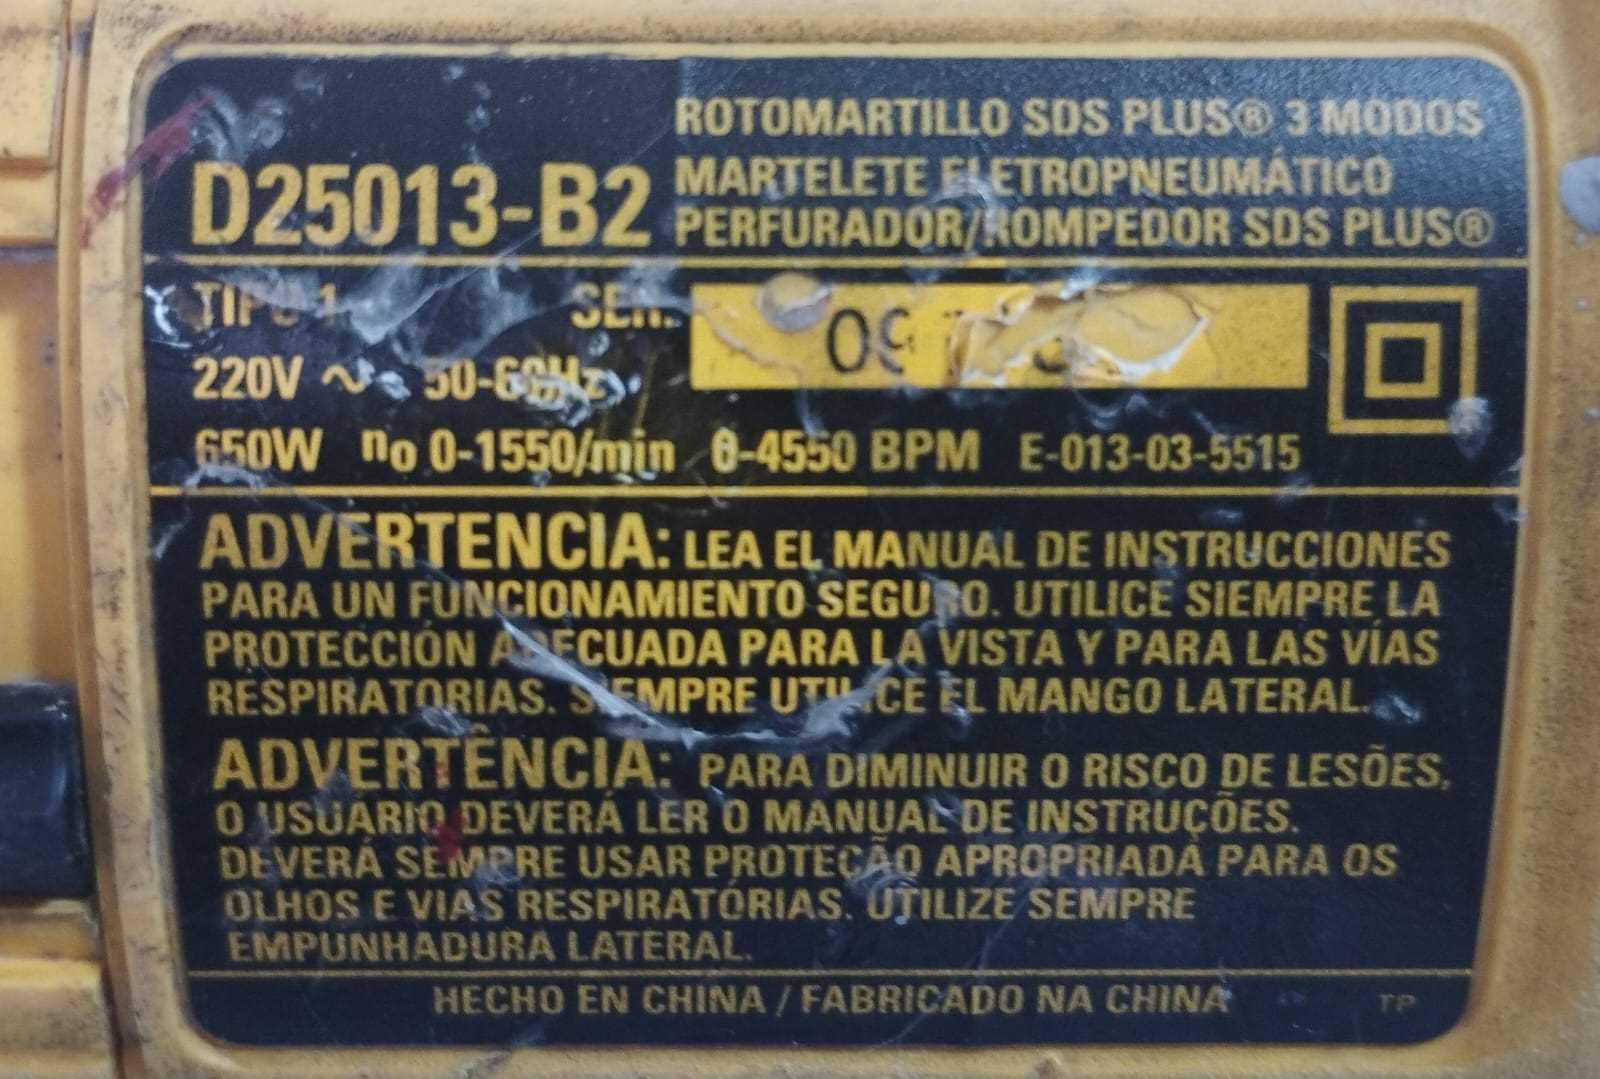 ROTOMARTILLO SDS PLUS® 3 MODOS
D25013-B2
MARTELETE ELETROPNEUMÁTICO
PERFURADOR/ROMPEDOR SDS PLUS®
TIPO 1 SER. 09
220V ~ 50-60Hz
650W no 0-1550/min 0-4550 BPM E-013-03-5515
ADVERTENCIA: LEA EL MANUAL DE INSTRUCCIONES
PARA UN FUNCIONAMIENTO SEGURO. UTILICE SIEMPRE LA
PROTECCIÓN ADECUADA PARA LA VISTA Y PARA LAS VÍAS
RESPIRATORIAS. SIEMPRE UTILICE EL MANGO LATERAL.
ADVERTÊNCIA: PARA DIMINUIR O RISCO DE LESÕES,
O USUÁRIO DEVERÁ LER O MANUAL DE INSTRUÇÕES.
DEVERÁ SEMPRE USAR PROTEÇÃO APROPRIADA PARA OS
OLHOS E VIAS RESPIRATÓRIAS. UTILIZE SEMPRE
EMPUNHADURA LATERAL.
HECHO EN CHINA / FABRICADO NA CHINA TP